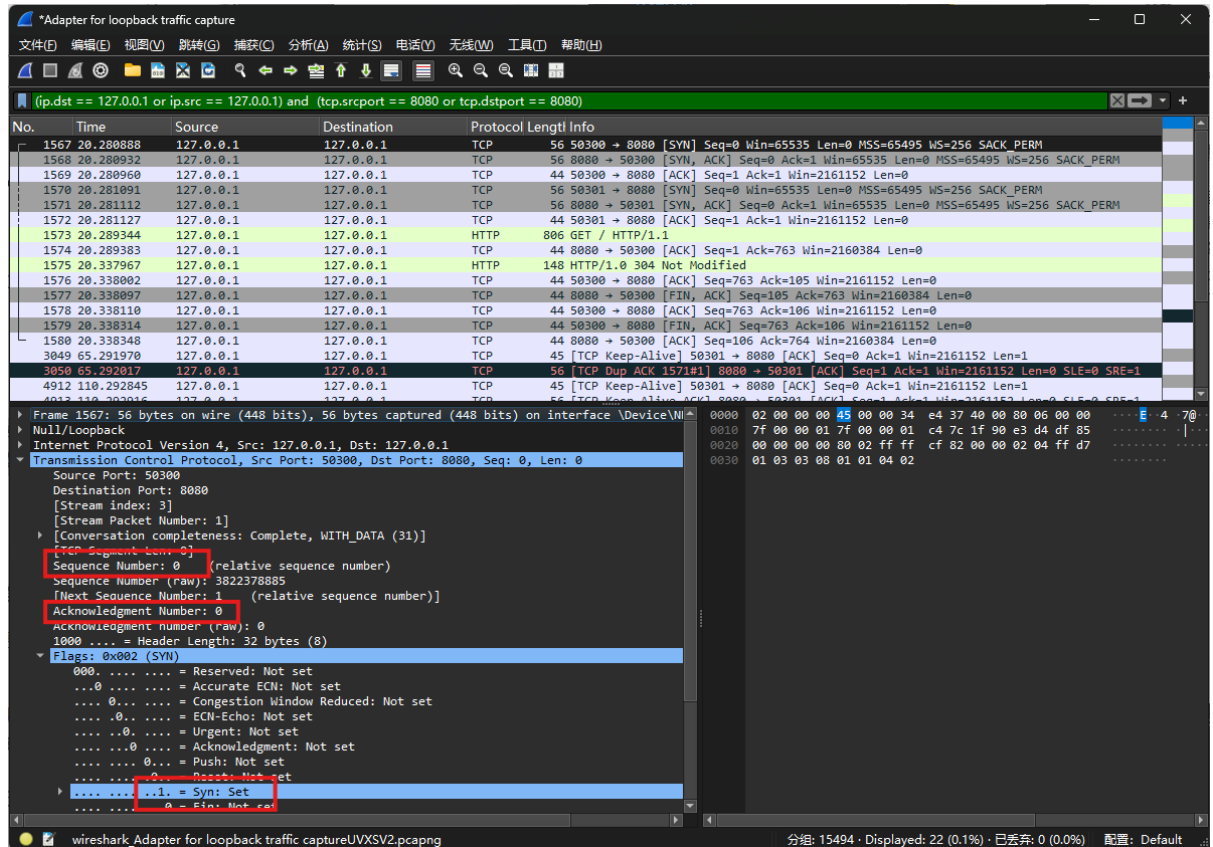 *Adapter for loopback traffic capture
文件(F) 编辑(E) 视图(V) 跳转(G) 捕获(C) 分析(A) 统计(S) 电话(Y) 无线(W) 工具(T) 帮助(H)
(ip.dst == 127.0.0.1 or ip.src == 127.0.0.1) and (tcp.srcport == 8080 or tcp.dstport == 8080)
No. Time Source Destination Protocol Lengtl Info
1567 20.280888 127.0.0.1 127.0.0.1 TCP 56 50300 → 8080 [SYN] Seq=0 Win=65535 Len=0 MSS=65495 WS=256 SACK_PERM
1568 20.280932 127.0.0.1 127.0.0.1 TCP 56 8080 → 50300 [SYN, ACK] Seq=0 Ack=1 Win=65535 Len=0 MSS=65495 WS=256 SACK_PERM
1569 20.280960 127.0.0.1 127.0.0.1 TCP 44 50300 → 8080 [ACK] Seq=1 Ack=1 Win=2161152 Len=0
1570 20.281091 127.0.0.1 127.0.0.1 TCP 56 50301 → 8080 [SYN] Seq=0 Win=65535 Len=0 MSS=65495 WS=256 SACK_PERM
1571 20.281112 127.0.0.1 127.0.0.1 TCP 56 8080 → 50301 [SYN, ACK] Seq=0 Ack=1 Win=65535 Len=0 MSS=65495 WS=256 SACK_PERM
1572 20.281127 127.0.0.1 127.0.0.1 TCP 44 50301 → 8080 [ACK] Seq=1 Ack=1 Win=2161152 Len=0
1573 20.289344 127.0.0.1 127.0.0.1 HTTP 806 GET / HTTP/1.1
1574 20.289383 127.0.0.1 127.0.0.1 TCP 44 8080 → 50300 [ACK] Seq=1 Ack=763 Win=2160384 Len=0
1575 20.337967 127.0.0.1 127.0.0.1 HTTP 148 HTTP/1.0 304 Not Modified
1576 20.338002 127.0.0.1 127.0.0.1 TCP 44 50300 → 8080 [ACK] Seq=763 Ack=105 Win=2161152 Len=0
1577 20.338097 127.0.0.1 127.0.0.1 TCP 44 8080 → 50300 [FIN, ACK] Seq=105 Ack=763 Win=2160384 Len=0
1578 20.338110 127.0.0.1 127.0.0.1 TCP 44 50300 → 8080 [ACK] Seq=763 Ack=106 Win=2161152 Len=0
1579 20.338314 127.0.0.1 127.0.0.1 TCP 44 50300 → 8080 [FIN, ACK] Seq=763 Ack=106 Win=2161152 Len=0
1580 20.338348 127.0.0.1 127.0.0.1 TCP 44 8080 → 50300 [ACK] Seq=106 Ack=764 Win=2160384 Len=0
3049 65.291970 127.0.0.1 127.0.0.1 TCP 45 [TCP Keep-Alive] 50301 → 8080 [ACK] Seq=0 Ack=1 Win=2161152 Len=1
3050 65.292017 127.0.0.1 127.0.0.1 TCP 56 [TCP Dup ACK 1571#1] 8080 → 50301 [ACK] Seq=1 Ack=1 Win=2161152 Len=0 SLE=0 SRE=1
4912 110.292845 127.0.0.1 127.0.0.1 TCP 45 [TCP Keep-Alive] 50301 → 8080 [ACK] Seq=0 Ack=1 Win=2161152 Len=1
Frame 1567: 56 bytes on wire (448 bits), 56 bytes captured (448 bits) on interface \Device\N
Null/Loopback
Internet Protocol Version 4, Src: 127.0.0.1, Dst: 127.0.0.1
Transmission Control Protocol, Src Port: 50300, Dst Port: 8080, Seq: 0, Len: 0
Source Port: 50300
Destination Port: 8080
[Stream index: 3]
[Stream Packet Number: 1]
[Conversation completeness: Complete, WITH_DATA (31)]
[TCP Segment Len: 0]
Sequence Number: 0 (relative sequence number)
Sequence Number (raw): 3822378885
[Next Sequence Number: 1 (relative sequence number)]
Acknowledgment Number: 0
Acknowledgment number (raw): 0
1000 .... = Header Length: 32 bytes (8)
Flags: 0x002 (SYN)
000. .... .... = Reserved: Not set
...0 .... .... = Accurate ECN: Not set
.... 0... .... = Congestion Window Reduced: Not set
.... .0.. .... = ECN-Echo: Not set
.... ..0. .... = Urgent: Not set
.... ...0 .... = Acknowledgment: Not set
.... .... 0... = Push: Not set
.... .... .0.. = Reset: Not set
.... .... ..1. = Syn: Set
.... .... ...0 = Fin: Not set
0000 02 00 00 00 45 00 00 34 e4 37 40 00 80 06 00 00 ····E··4 ·7@
0010 7f 00 00 01 7f 00 00 01 c4 7c 1f 90 e3 d4 df 85 ········ ·|··
0020 00 00 00 00 80 02 ff ff cf 82 00 00 02 04 ff d7 ········ ····
0030 01 03 03 08 01 01 04 02 ········
wireshark_Adapter for loopback traffic captureUVXSV2.pcapng
分组: 15494 · Displayed: 22 (0.1%) · 已丢弃: 0 (0.0%) 配置: Default